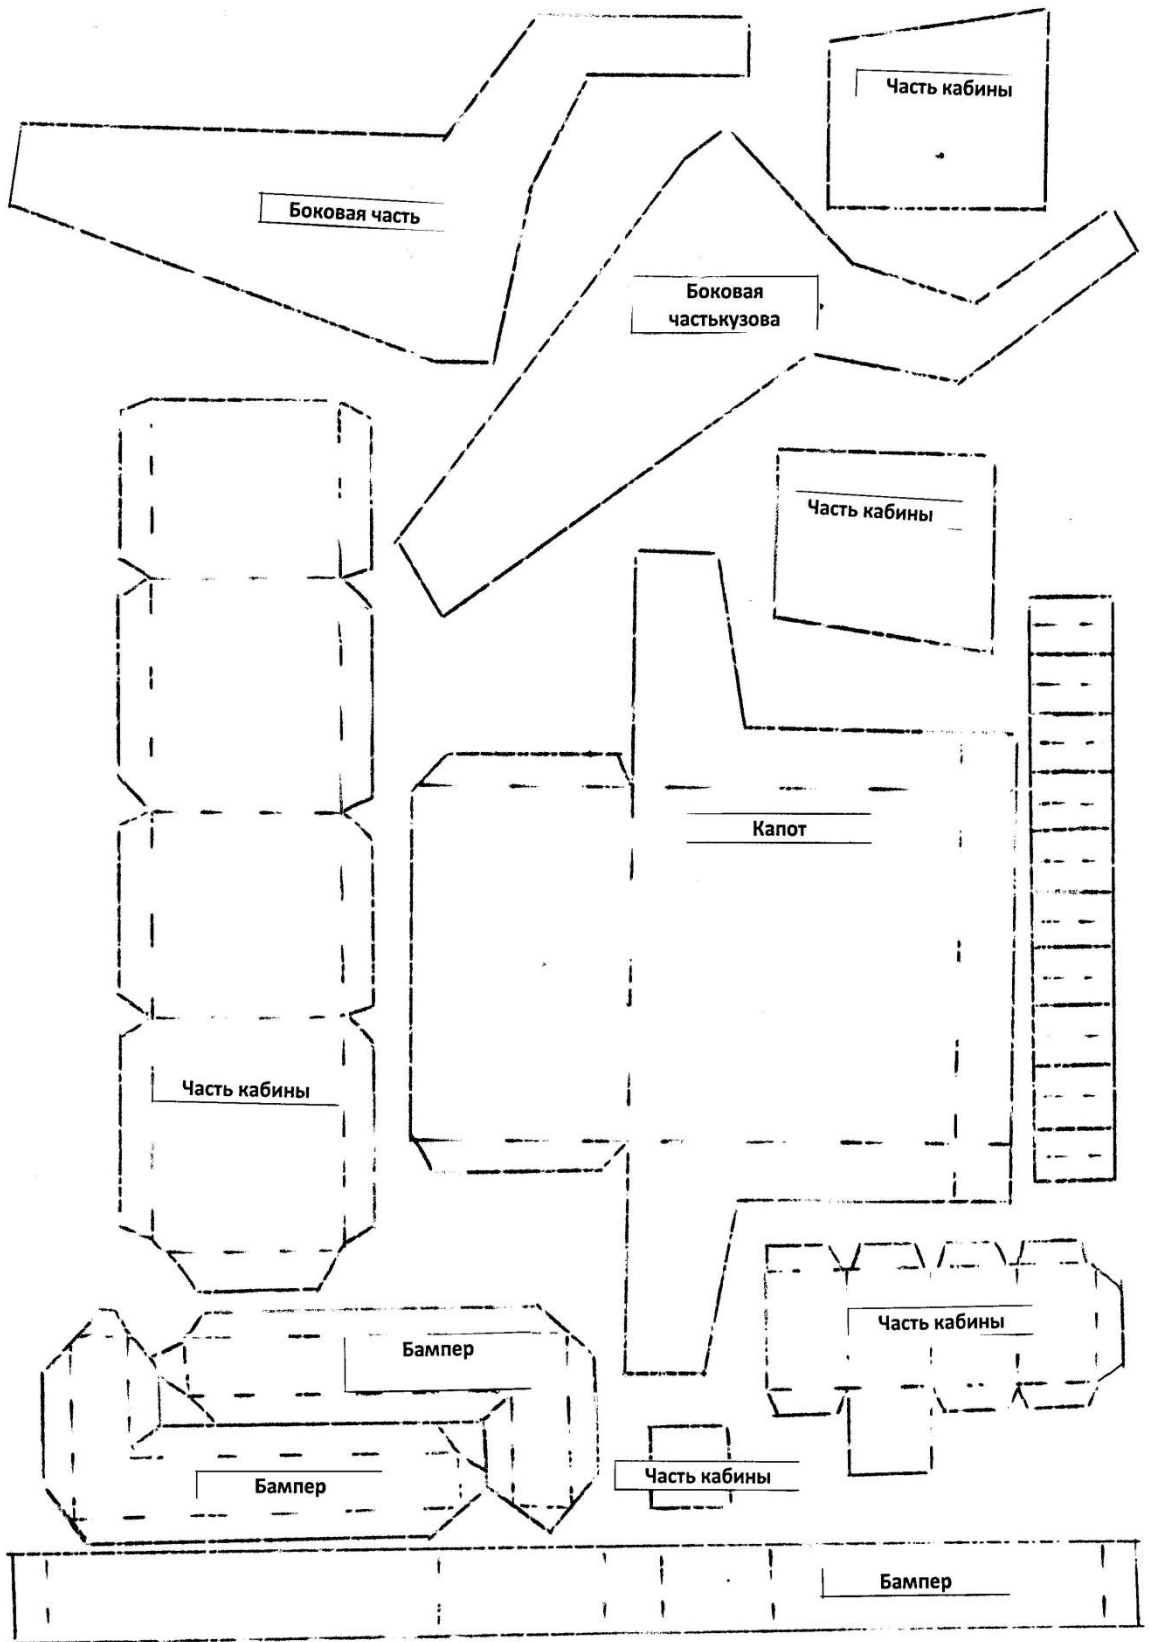 Часть кабины
Боковая часть
Боковая
частькузова
Часть кабины
Капот
Часть кабины
Часть кабины
Бампер
Часть кабины
Бампер
Бампер